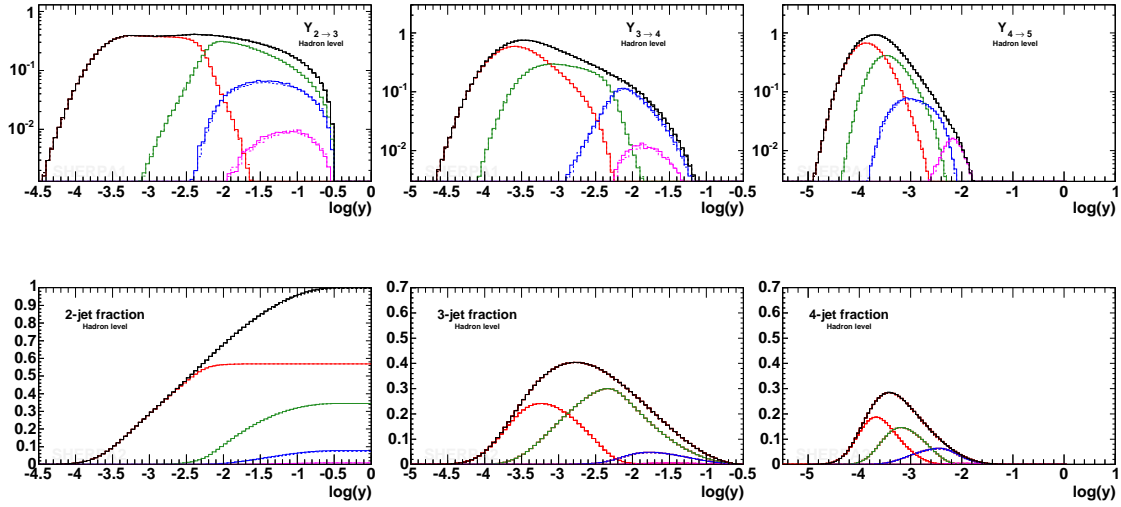 Y 2 → 3
Hadron level
1
10^-1
10^-2
-4.5 -4 -3.5 -3 -2.5 -2 -1.5 -1 -0.5 0
log(y)
Y 3 → 4
Hadron level
1
10^-1
10^-2
-5 -4.5 -4 -3.5 -3 -2.5 -2 -1.5 -1 -0.5
log(y)
Y 4 → 5
Hadron level
1
10^-1
10^-2
-5 -4 -3 -2 -1 0 1
log(y)
2-jet fraction
Hadron level
1
0.9
0.8
0.7
0.6
0.5
0.4
0.3
0.2
0.1
0
-4.5 -4 -3.5 -3 -2.5 -2 -1.5 -1 -0.5 0
log(y)
3-jet fraction
Hadron level
0.7
0.6
0.5
0.4
0.3
0.2
0.1
0
-5 -4.5 -4 -3.5 -3 -2.5 -2 -1.5 -1 -0.5
log(y)
4-jet fraction
Hadron level
0.7
0.6
0.5
0.4
0.3
0.2
0.1
0
-5 -4 -3 -2 -1 0 1
log(y)